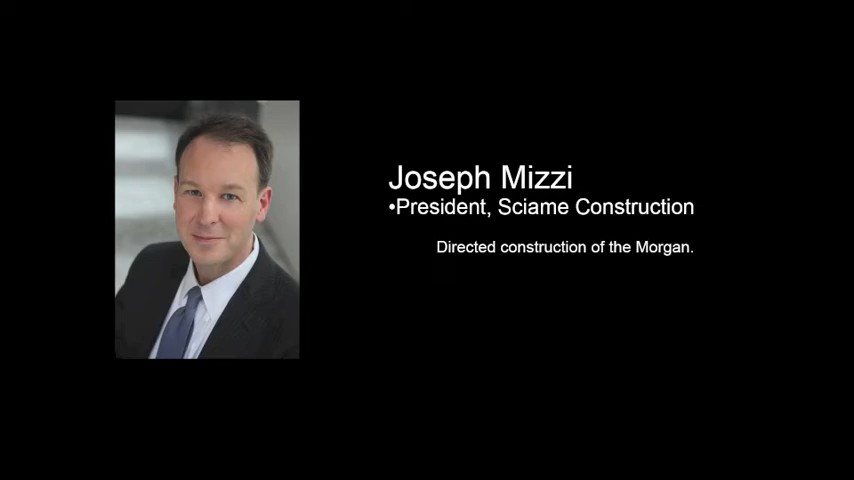 Joseph Mizzi
•President, Sciame Construction
Directed construction of the Morgan.